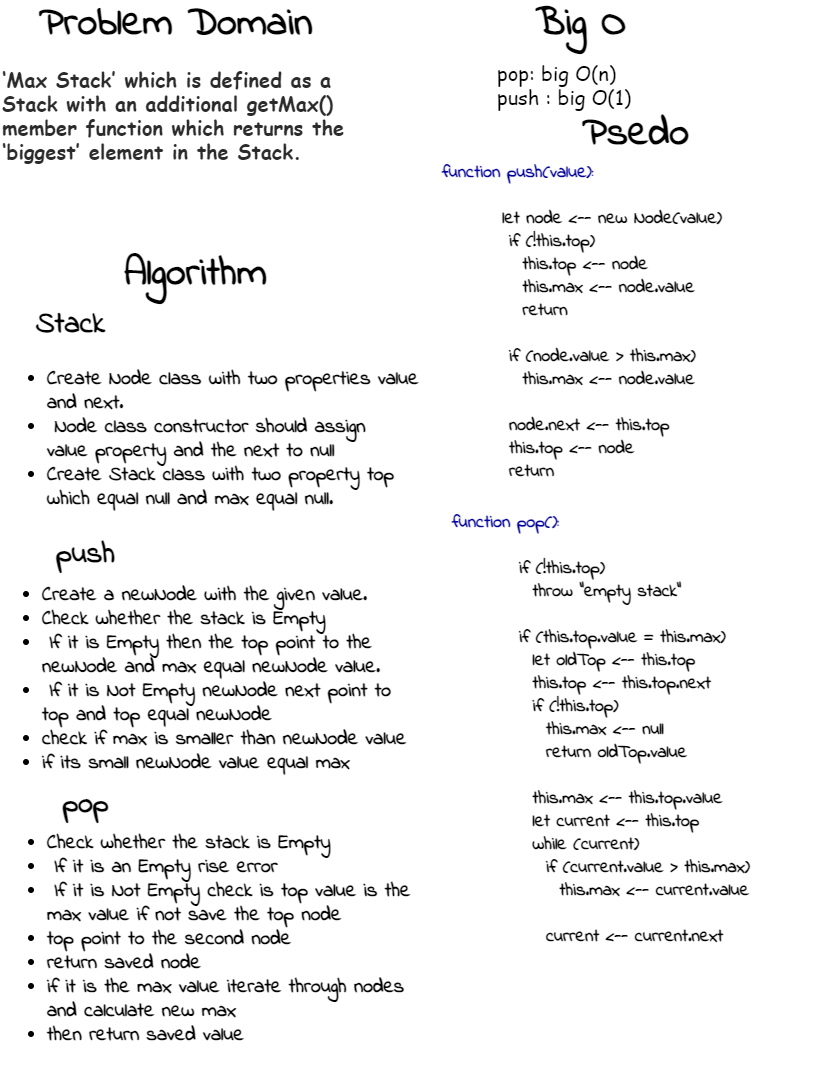 Problem Domain
'Max Stack' which is defined as a
Stack with an additional getMax()
member function which returns the
'biggest' element in the Stack.
Algorithm
Stack
• Create Node class with two properties value
and next.
• Node class constructor should assign
value property and the next to null
• Create Stack class with two property top
which equal null and max equal null.
push
• Create a newNode with the given value.
• Check whether the stack is Empty
• If it is Empty then the top point to the
newNode and max equal newNode value.
• If it is Not Empty newNode next point to
top and top equal newNode
• check if max is smaller than newNode value
• if its small newNode value equal max
pop
• Check whether the stack is Empty
• If it is an Empty rise error
• If it is Not Empty check is top value is the
max value if not save the top node
• top point to the second node
• return saved node
• if it is the max value iterate through nodes
and calculate new max
• then return saved value
Big O
pop: big O(n)
push : big O(1)
Psedo
function push(value):
let node <-- new Node(value)
if (!this.top)
this.top <-- node
this.max <-- node.value
return
if (node.value > this.max)
this.max <-- node.value
node.next <-- this.top
this.top <-- node
return
function pop():
if (!this.top)
throw "empty stack"
if (this.top.value = this.max)
let oldTop <-- this.top
this.top <-- this.top.next
if (!this.top)
this.max <-- null
return oldTop.value
this.max <-- this.top.value
let current <-- this.top
while (current)
if (current.value > this.max)
this.max <-- current.value
current <-- current.next